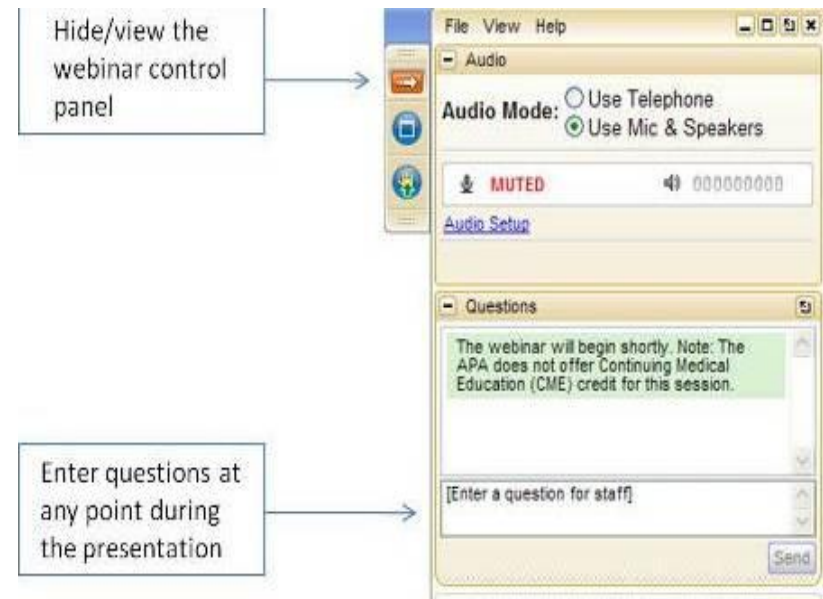 Hide/view the
webinar control
panel
File View Help
Audio
Audio Mode:
Use Telephone
Use Mic & Speakers
MUTED
000000000
Audio Setup
Questions
The webinar will begin shortly. Note: The
APA does not offer Continuing Medical
Education (CME) credit for this session.
Enter questions at
any point during
the presentation
[Enter a question for staff]
Send